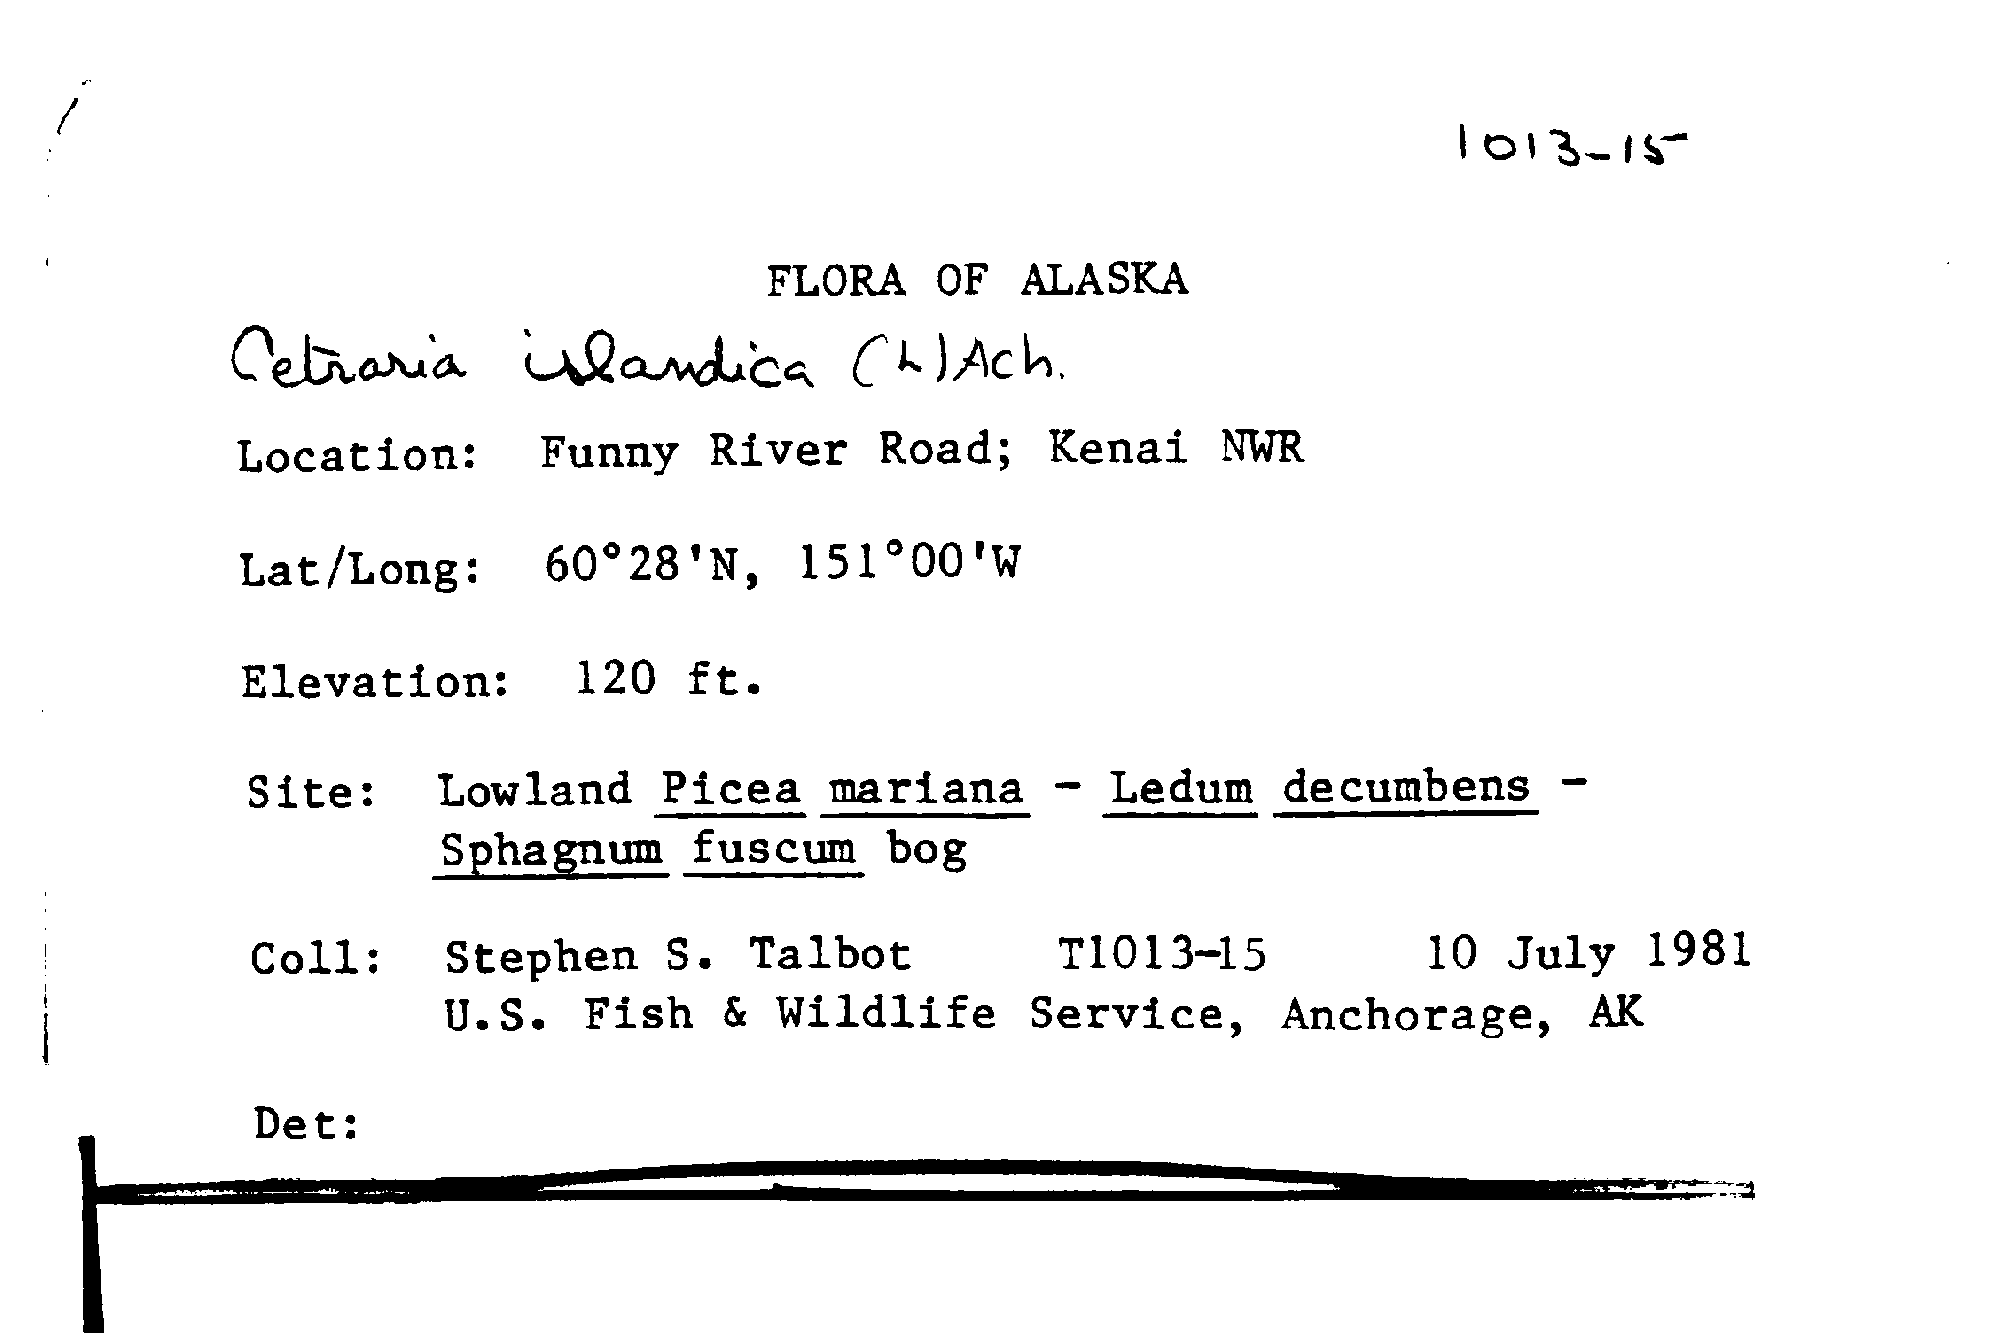 1013-15
FLORA OF ALASKA
Cetraria islandica (L) Ach.
Location: Funny River Road; Kenai NWR
Lat/Long: 60°28'N, 151°00'W
Elevation: 120 ft.
Site: Lowland Picea mariana - Ledum decumbens -
Sphagnum fuscum bog
Coll: Stephen S. Talbot T1013-15 10 July 1981
U.S. Fish & Wildlife Service, Anchorage, AK
Det: